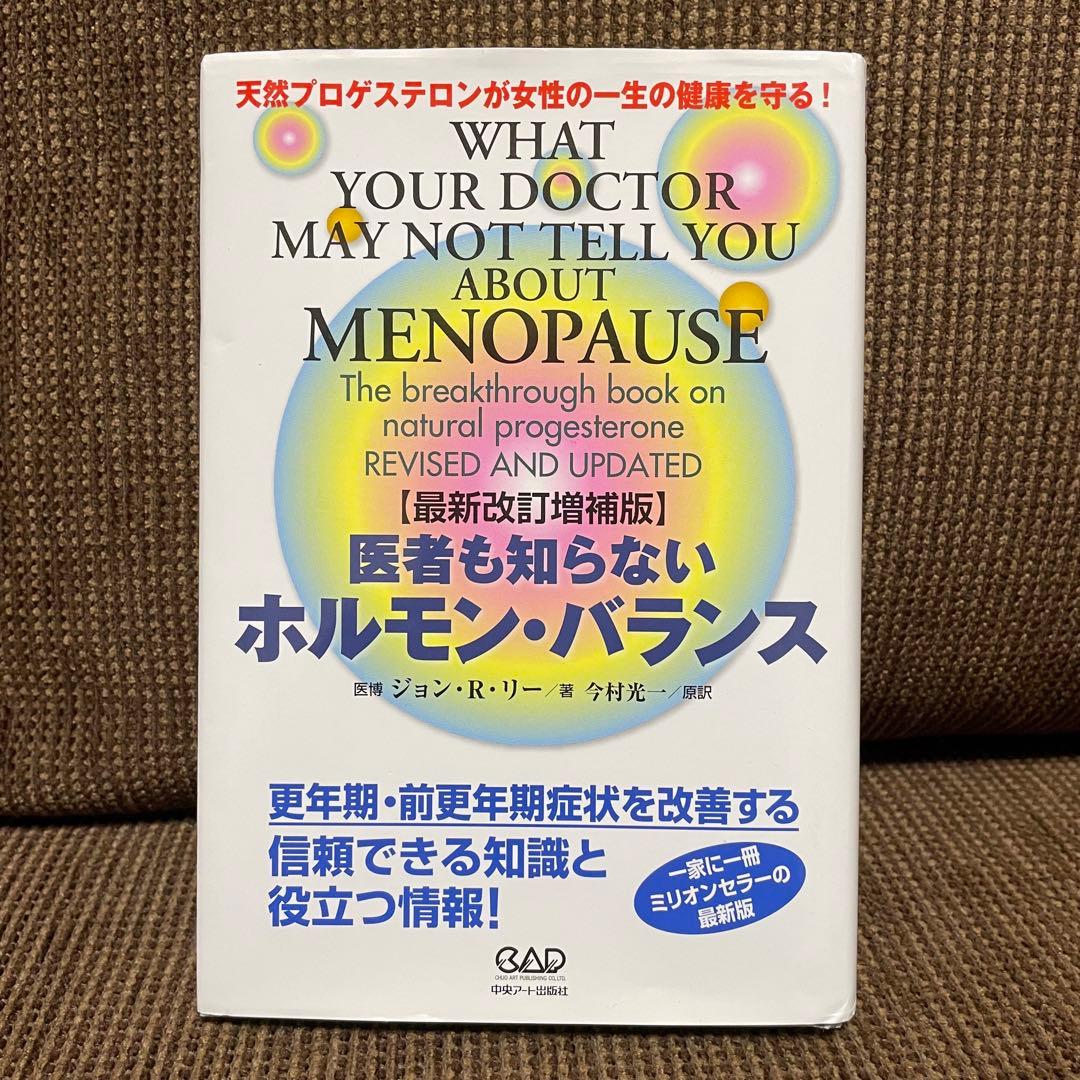 天然プロゲステロンが女性の一生の健康を守る!
WHAT
YOUR DOCTOR
MAY NOT TELL YOU
ABOUT
MENOPAUSE
The breakthrough book on
natural progesterone
REVISED AND UPDATED
【最新改訂増補版】
医者も知らない
ホルモン・バランス
医博 ジョン・R・リー/著 今村光一/原訳
更年期・前更年期症状を改善する
信頼できる知識と
役立つ情報!
一家に一冊
ミリオンセラーの
最新版
CAP
CHUO ART PUBLISHING CO.,LTD.
中央アート出版社